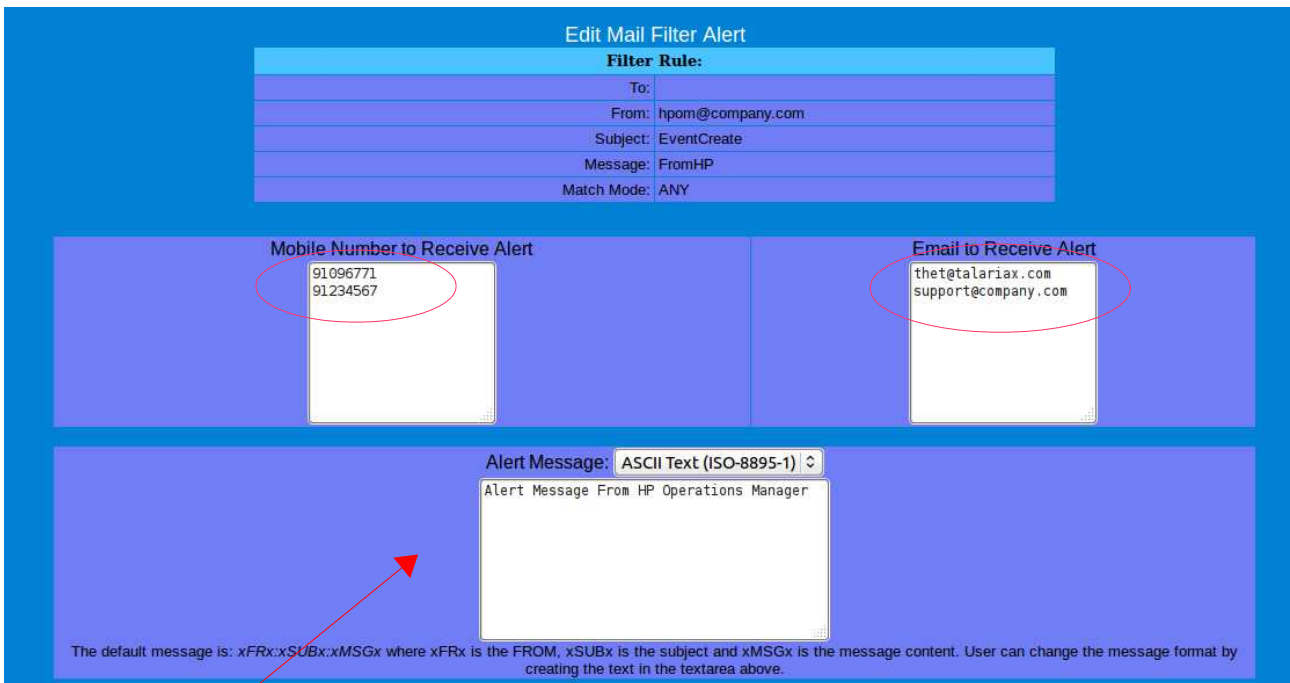 Edit Mail Filter Alert
Filter Rule:
To:
From: hpom@company.com
Subject: EventCreate
Message: FromHP
Match Mode: ANY
Mobile Number to Receive Alert
91096771
91234567
Email to Receive Alert
thet@talariax.com
support@company.com
Alert Message: ASCII Text (ISO-8895-1)
Alert Message From HP Operations Manager
The default message is: xFRx:xSUBx:xMSGx where xFRx is the FROM, xSUBx is the subject and xMSGx is the message content. User can change the message format by
creating the text in the textarea above.